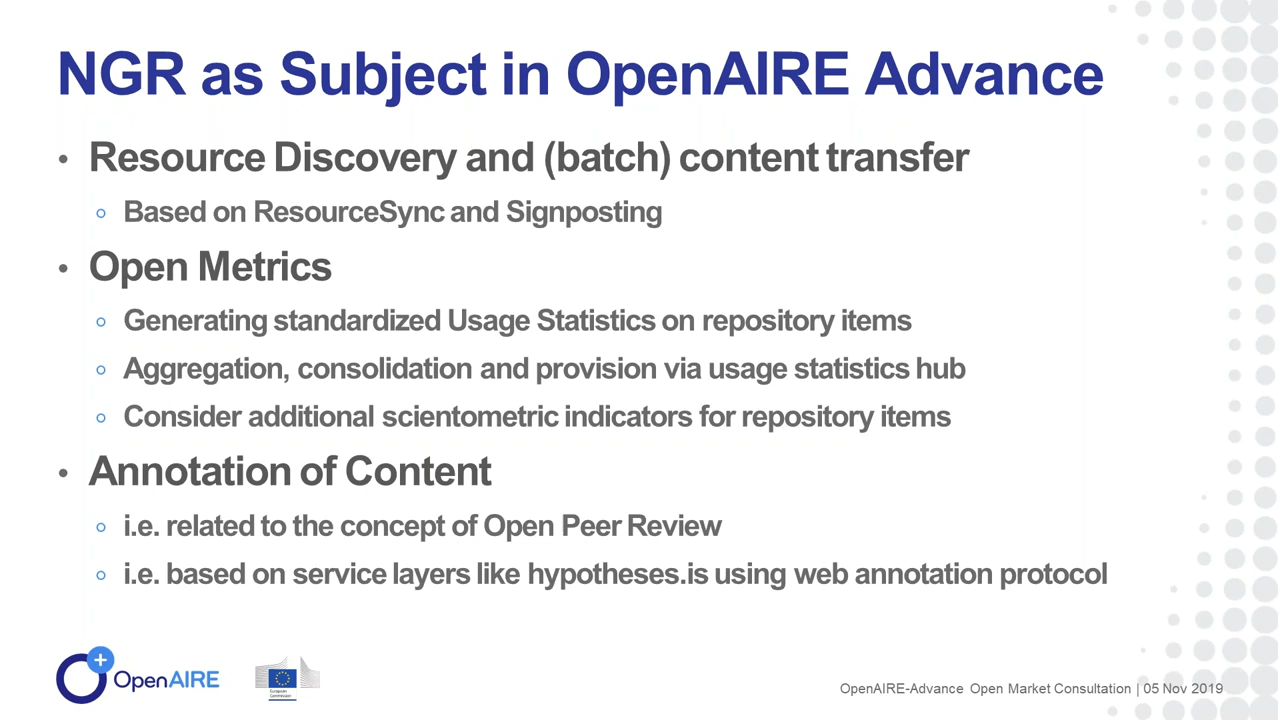 NGR as Subject in OpenAIRE Advance
• Resource Discovery and (batch) content transfer
◦ Based on ResourceSync and Signposting
• Open Metrics
◦ Generating standardized Usage Statistics on repository items
◦ Aggregation, consolidation and provision via usage statistics hub
◦ Consider additional scientometric indicators for repository items
• Annotation of Content
◦ i.e. related to the concept of Open Peer Review
◦ i.e. based on service layers like hypotheses.is using web annotation protocol
OpenAIRE
European
Commission
OpenAIRE-Advance Open Market Consultation | 05 Nov 2019